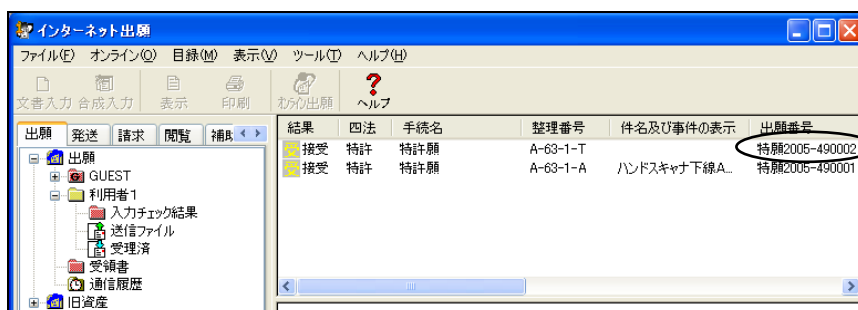 インターネット出願
ファイル(F) オンライン(O) 目録(M) 表示(V) ツール(T) ヘルプ(H)
文書入力 合成入力 表示 印刷 オンライン出願 ヘルプ
出願 発送 請求 閲覧 補助
結果 四法 手続名 整理番号 件名及び事件の表示 出願番号
接受 特許 特許願 A-63-1-T 特願2005-490002
接受 特許 特許願 A-63-1-A ハンドスキャナ下線A... 特願2005-490001
出願
GUEST
利用者1
入力チェック結果
送信ファイル
受理済
受領書
通信履歴
旧資産